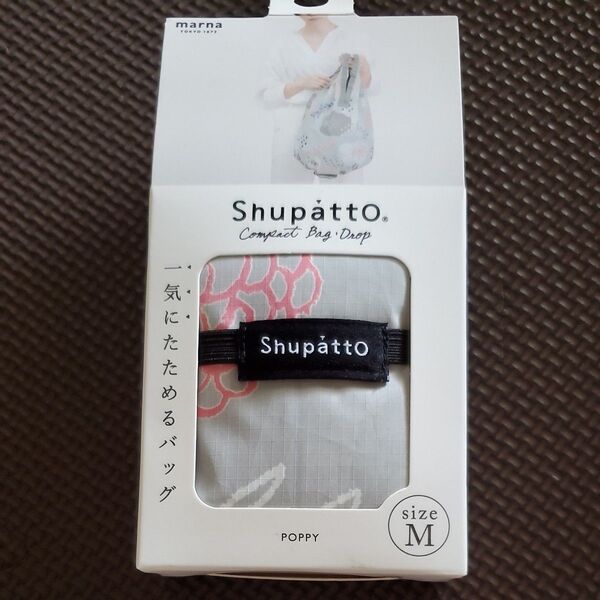 marna
TOKYO 1872
Shupatto®
Compact Bag・Drop
一気にたためるバッグ
Shupatto
POPPY
size
M